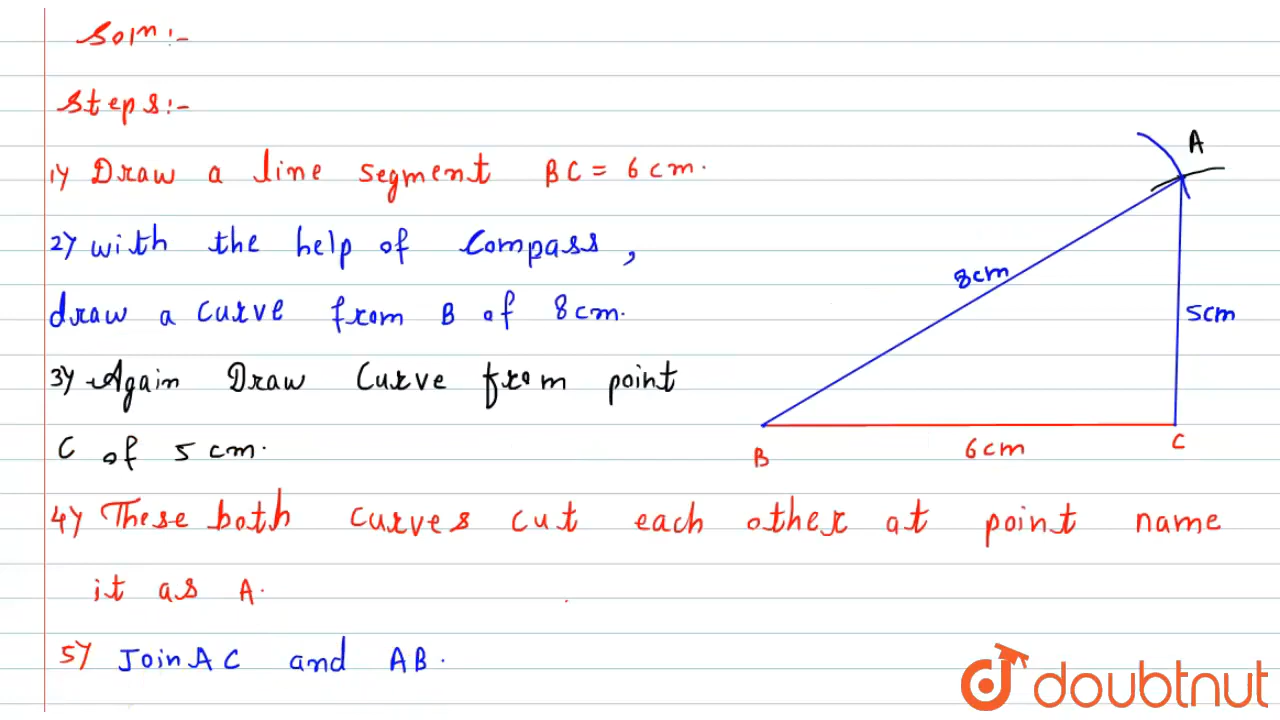 Soln:-
Steps:-
1) Draw a line segment BC = 6 cm.
2) with the help of Compass,
draw a curve from B of 8 cm.
3) Again Draw Curve from point
C of 5 cm.
4) These both curves cut each other at point name
it as A.
5) Join AC and AB.
A
8cm
5cm
B
6cm
C
doubtnut